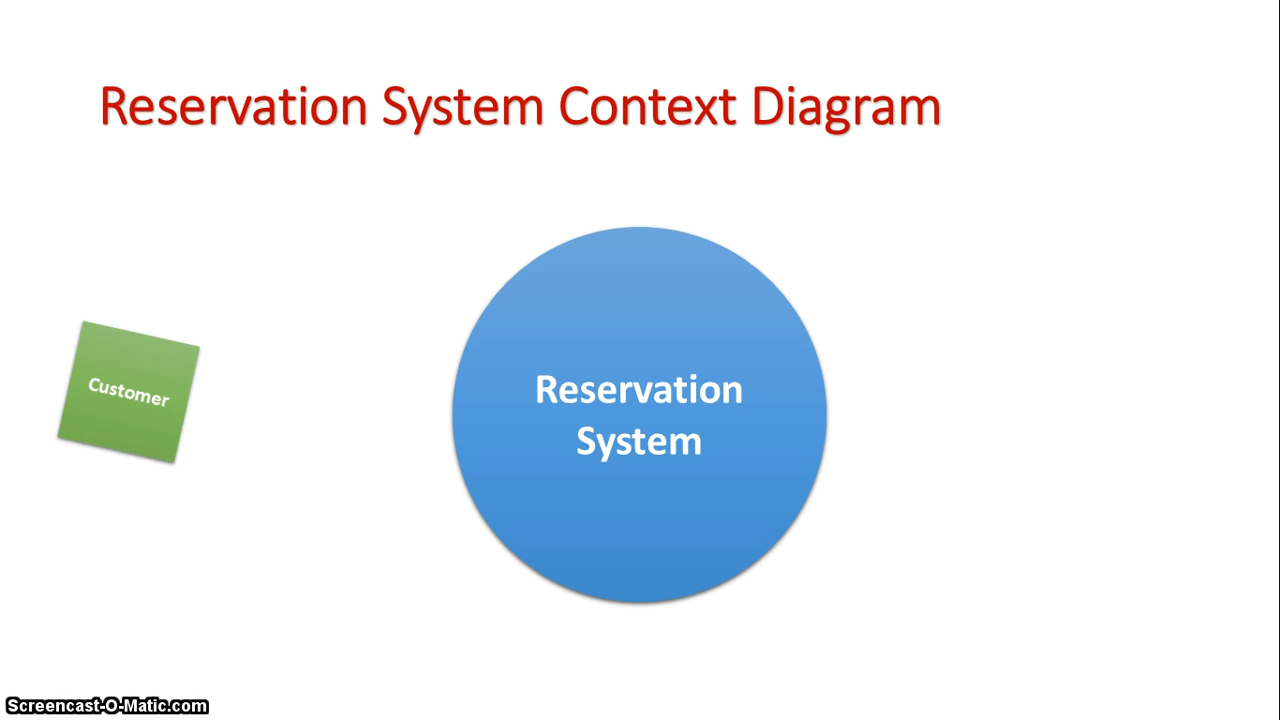 Reservation System Context Diagram
Customer
Reservation
System
Screencast-O-Matic.com